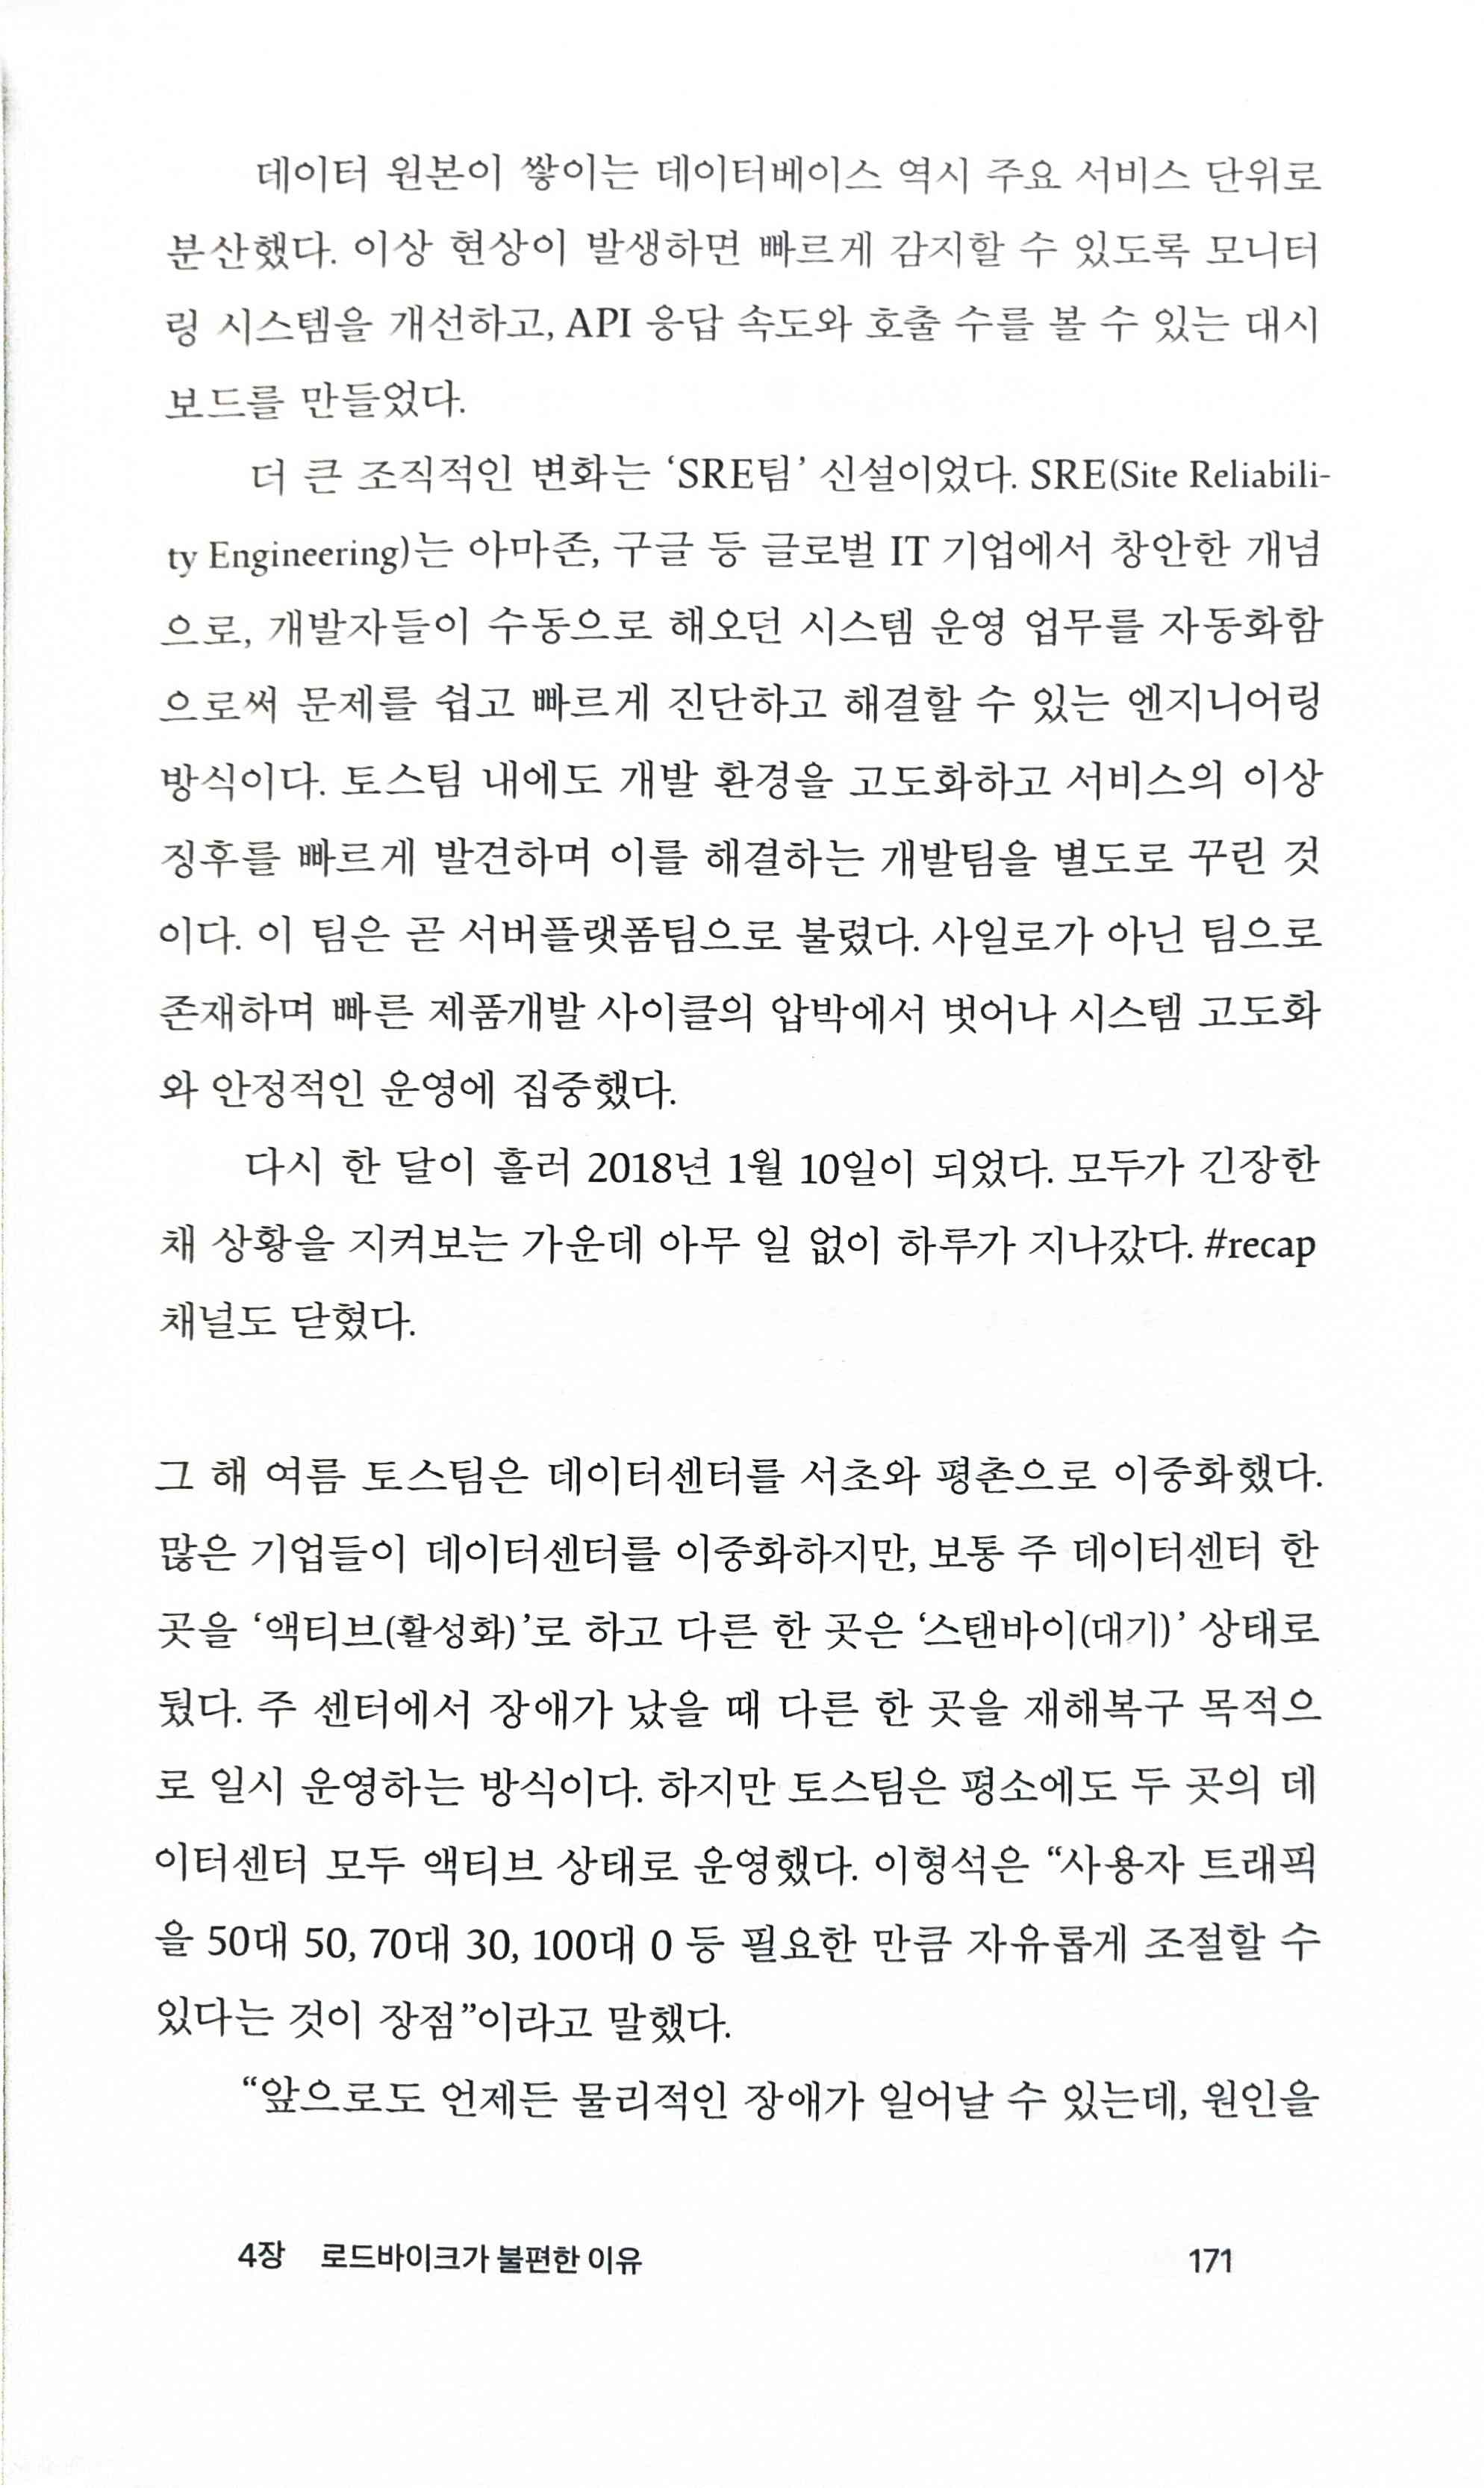 데이터 원본이 쌓이는 데이터베이스 역시 주요 서비스 단위로
분산했다. 이상 현상이 발생하면 빠르게 감지할 수 있도록 모니터
링 시스템을 개선하고, API 응답 속도와 호출 수를 볼 수 있는 대시
보드를 만들었다.
더 큰 조직적인 변화는 ‘SRE팀’ 신설이었다. SRE(Site Reliabili-
ty Engineering)는 아마존, 구글 등 글로벌 IT 기업에서 창안한 개념
으로, 개발자들이 수동으로 해오던 시스템 운영 업무를 자동화함
으로써 문제를 쉽고 빠르게 진단하고 해결할 수 있는 엔지니어링
방식이다. 토스팀 내에도 개발 환경을 고도화하고 서비스의 이상
징후를 빠르게 발견하며 이를 해결하는 개발팀을 별도로 꾸린 것
이다. 이 팀은 곧 서버플랫폼팀으로 불렸다. 사일로가 아닌 팀으로
존재하며 빠른 제품개발 사이클의 압박에서 벗어나 시스템 고도화
와 안정적인 운영에 집중했다.
다시 한 달이 흘러 2018년 1월 10일이 되었다. 모두가 긴장한
채 상황을 지켜보는 가운데 아무 일 없이 하루가 지나갔다. #recap
채널도 닫혔다.
그 해 여름 토스팀은 데이터센터를 서초와 평촌으로 이중화했다.
많은 기업들이 데이터센터를 이중화하지만, 보통 주 데이터센터 한
곳을 ‘액티브(활성화)’로 하고 다른 한 곳은 ‘스탠바이(대기)’ 상태로
뒀다. 주 센터에서 장애가 났을 때 다른 한 곳을 재해복구 목적으
로 일시 운영하는 방식이다. 하지만 토스팀은 평소에도 두 곳의 데
이터센터 모두 액티브 상태로 운영했다. 이형석은 “사용자 트래픽
을 50대 50, 70대 30, 100대 0 등 필요한 만큼 자유롭게 조절할 수
있다는 것이 장점”이라고 말했다.
“앞으로도 언제든 물리적인 장애가 일어날 수 있는데, 원인을
4장 로드바이크가 불편한 이유 171